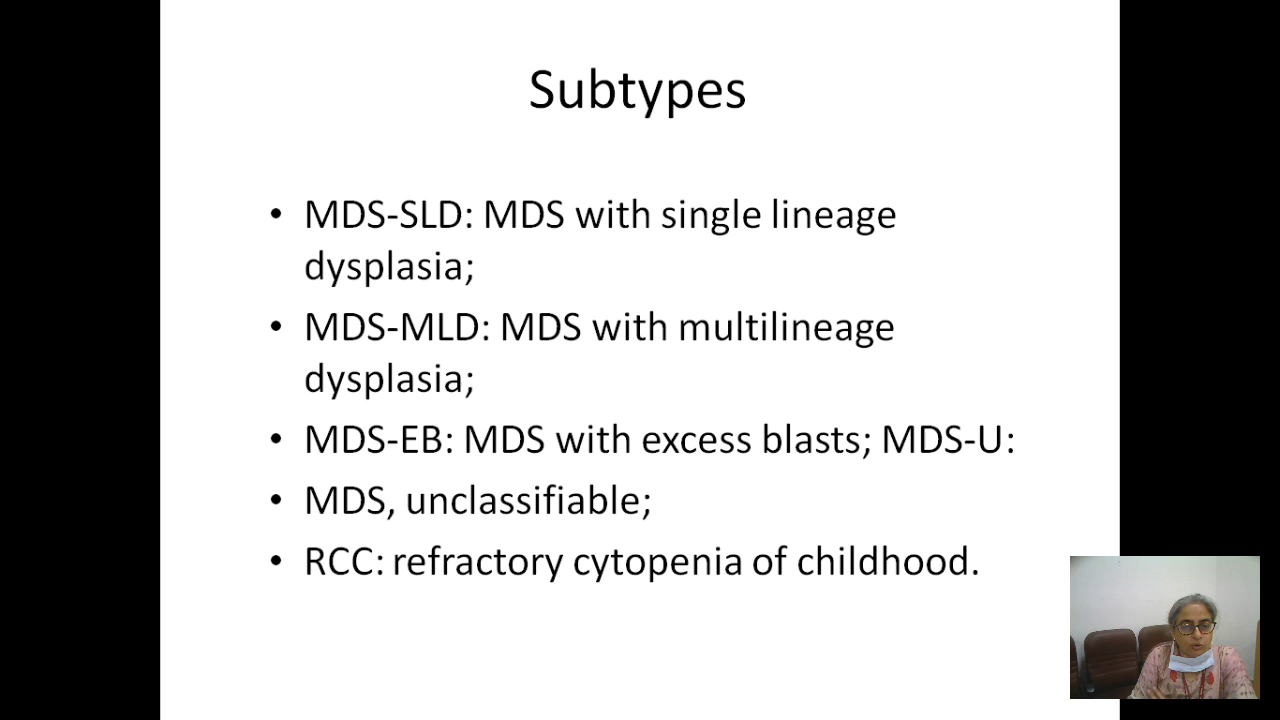 Subtypes
• MDS-SLD: MDS with single lineage
dysplasia;
• MDS-MLD: MDS with multilineage
dysplasia;
• MDS-EB: MDS with excess blasts; MDS-U:
• MDS, unclassifiable;
• RCC: refractory cytopenia of childhood.